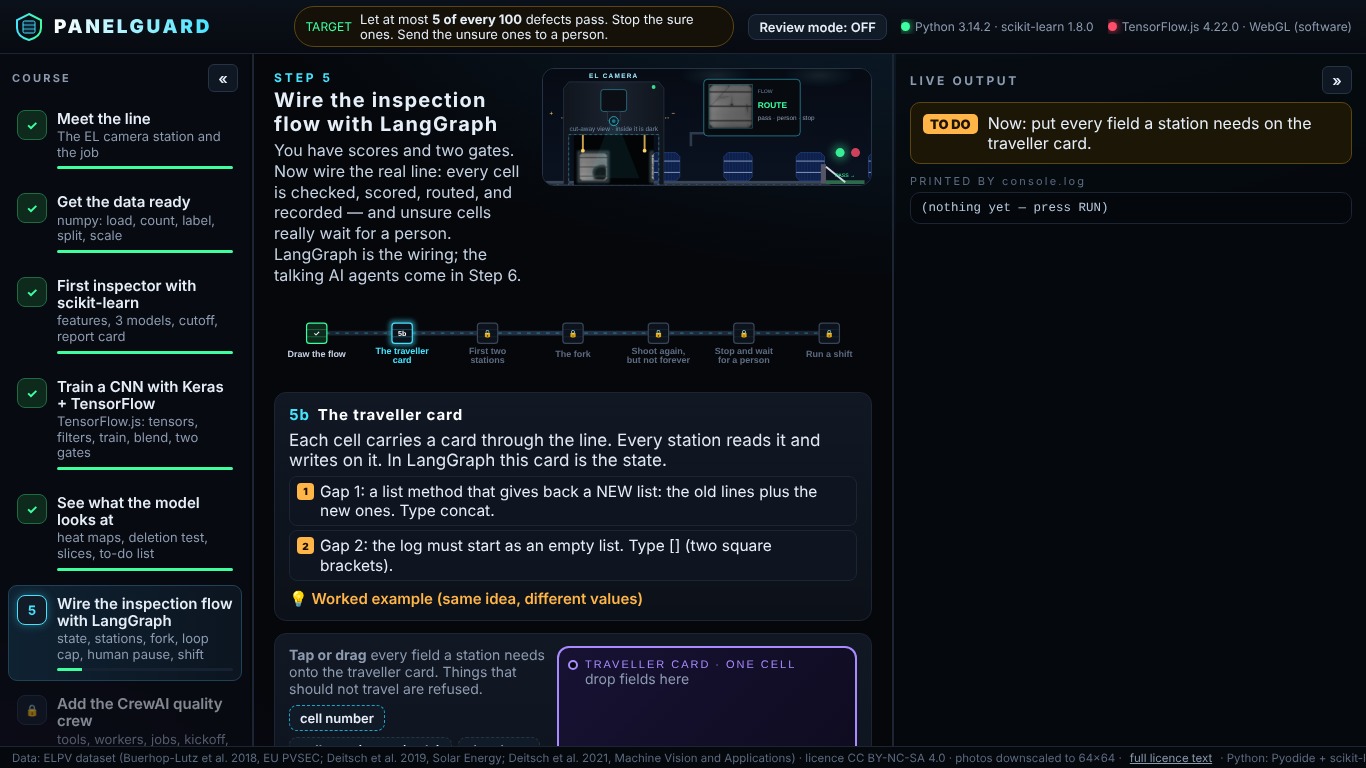 PANELGUARD
TARGET
Let at most 5 of every 100 defects pass. Stop the sure
ones. Send the unsure ones to a person.
Review mode: OFF
Python 3.14.2 · scikit-learn 1.8.0
TensorFlow.js 4.22.0 · WebGL (software)
COURSE
«
Meet the line
The EL camera station and
the job
Get the data ready
numpy: load, count, label,
split, scale
First inspector with
scikit-learn
features, 3 models, cutoff,
report card
Train a CNN with Keras
+ TensorFlow
TensorFlow.js: tensors,
filters, train, blend, two
gates
See what the model
looks at
heat maps, deletion test,
slices, to-do list
5
Wire the inspection flow
with LangGraph
state, stations, fork, loop
cap, human pause, shift
Add the CrewAI quality
crew
tools, workers, jobs, kickoff,
STEP 5
Wire the inspection
flow with LangGraph
You have scores and two gates.
Now wire the real line: every cell
is checked, scored, routed, and
recorded — and unsure cells
really wait for a person.
LangGraph is the wiring; the
talking AI agents come in Step 6.
EL CAMERA
cut-away view · inside it is dark
FLOW
ROUTE
pass · person · stop
Draw the flow
5b
The traveller
card
First two
stations
The fork
Shoot again,
but not forever
Stop and wait
for a person
Run a shift
5b The traveller card
Each cell carries a card through the line. Every station reads it and
writes on it. In LangGraph this card is the state.
1 Gap 1: a list method that gives back a NEW list: the old lines plus the
new ones. Type concat.
2 Gap 2: the log must start as an empty list. Type [] (two square
brackets).
💡 Worked example (same idea, different values)
Tap or drag every field a station needs
onto the traveller card. Things that
should not travel are refused.
cell number
TRAVELLER CARD · ONE CELL
drop fields here
LIVE OUTPUT
»
TO DO
Now: put every field a station needs on the
traveller card.
PRINTED BY console.log
(nothing yet — press RUN)
Data: ELPV dataset (Buerhop-Lutz et al. 2018, EU PVSEC; Deitsch et al. 2019, Solar Energy; Deitsch et al. 2021, Machine Vision and Applications) · licence CC BY-NC-SA 4.0 · photos downscaled to 64×64 · full licence text · Python: Pyodide + scikit-l